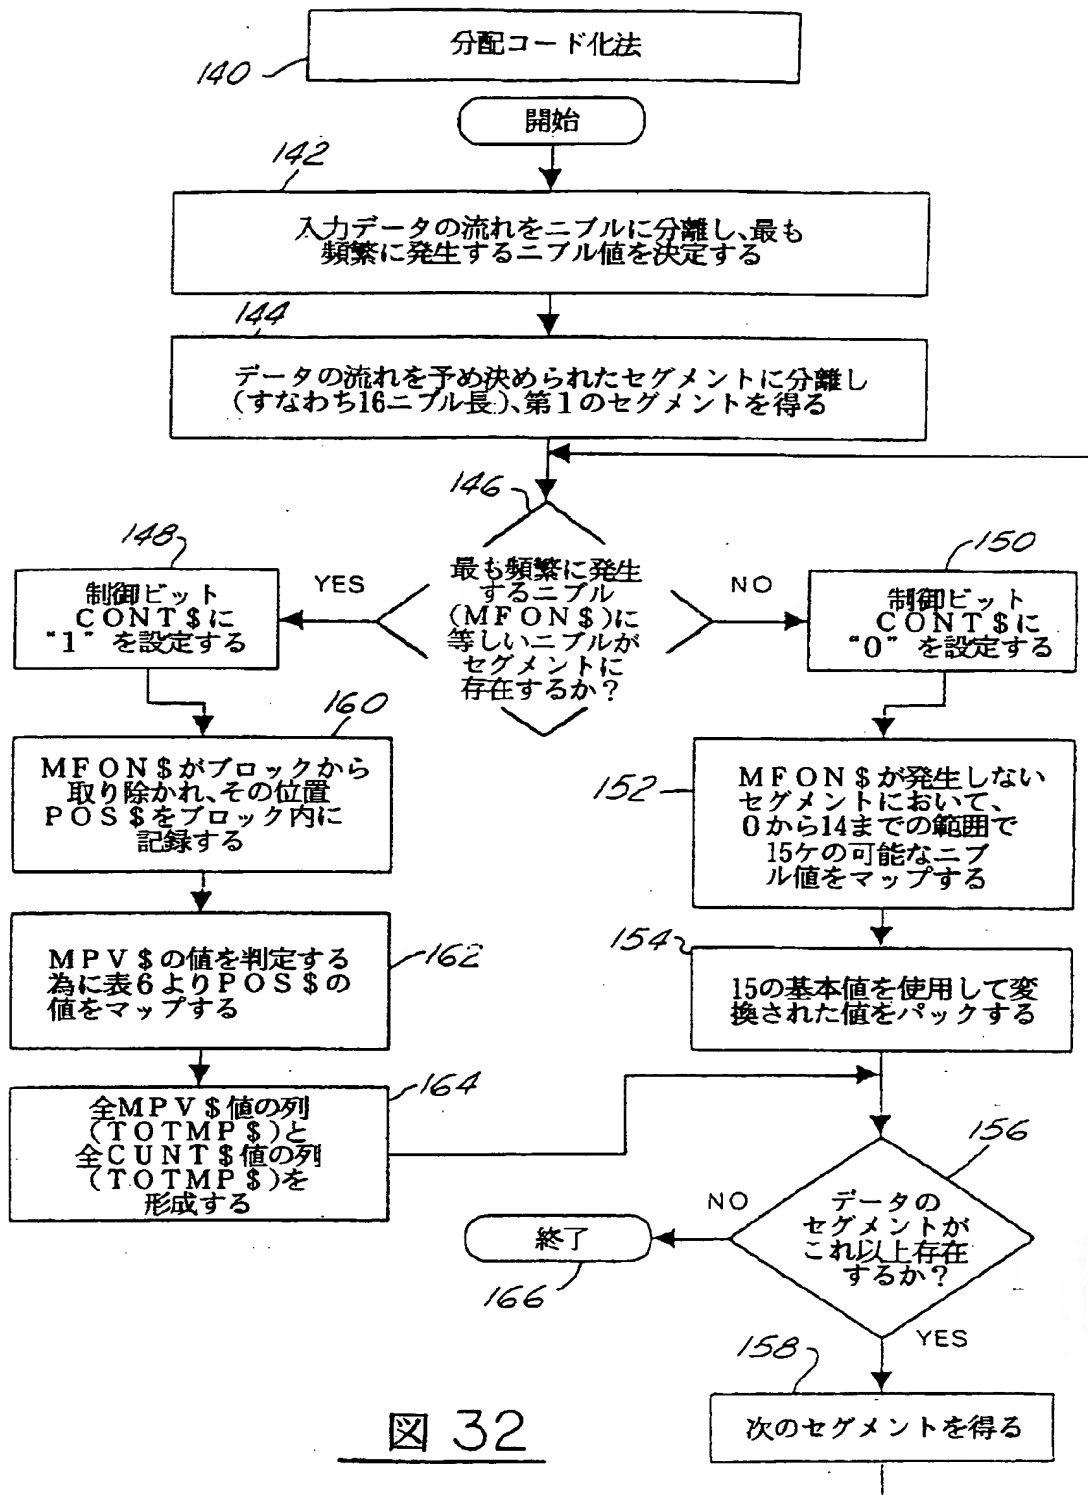 分配コード化法
140
開始
142
入力データの流れをニブルに分離し、最も
頻繁に発生するニブル値を決定する
144
データの流れを予め決められたセグメントに分離し
(すなわち16ニブル長)、第1のセグメントを得る
146
最も頻繁に発生
するニブル
(MFON$)に
等しいニブルが
セグメントに
存在するか?
YES
NO
148
制御ビット
CONT$に
"1"を設定する
150
制御ビット
CONT$に
"0"を設定する
160
MFON$がブロックから
取り除かれ、その位置
POS$をブロック内に
記録する
152
MFON$が発生しない
セグメントにおいて、
0から14までの範囲で
15ケの可能なニブ
ル値をマップする
162
MPV$の値を判定する
為に表6よりPOS$の
値をマップする
154
15の基本値を使用して変
換された値をパックする
164
全MPV$値の列
(TOTMP$)と
全CUNT$値の列
(TOTMP$)を
形成する
156
データの
セグメントが
これ以上存在
するか?
NO
終了
166
YES
158
次のセグメントを得る
図 32